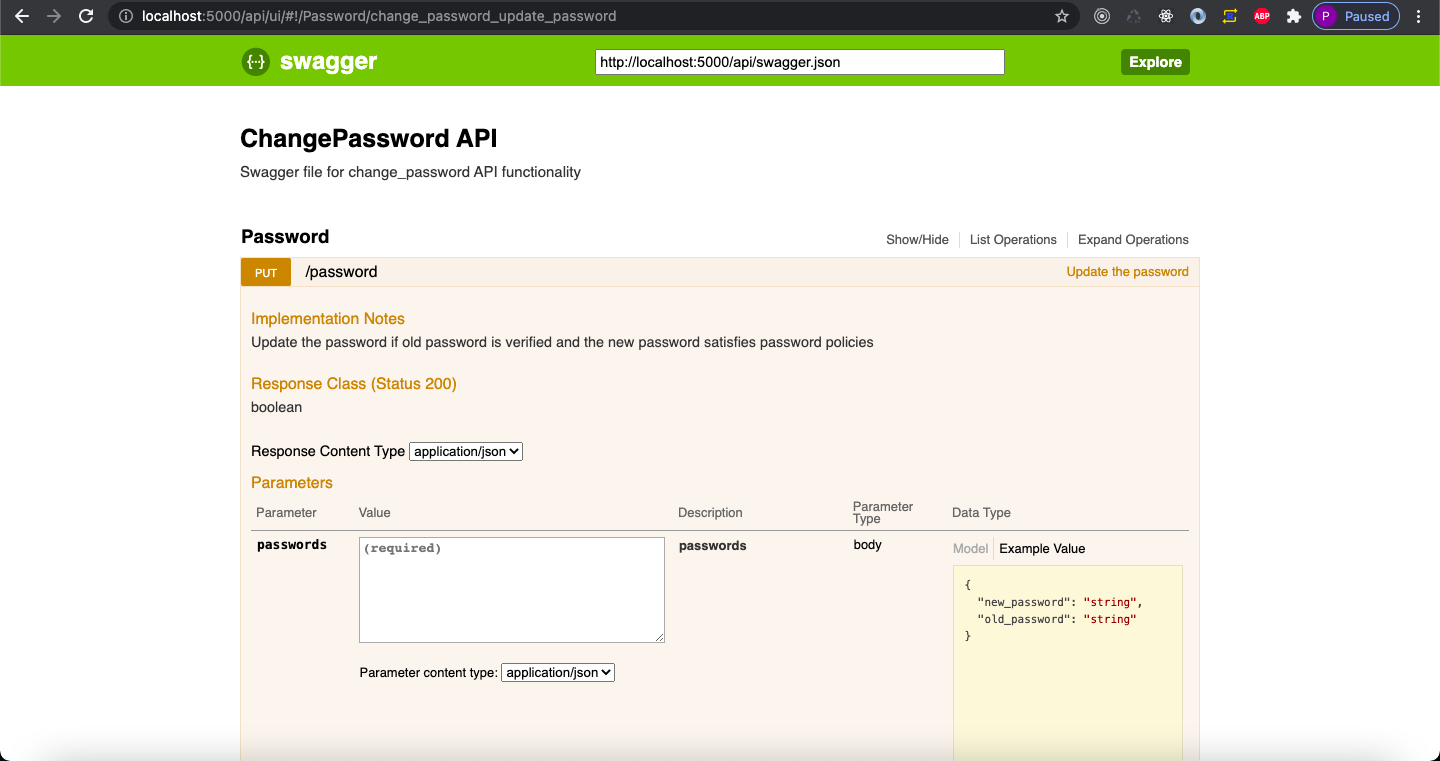 localhost:5000/api/ui/#!/Password/change_password_update_password
ABP
P Paused
{··} swagger
http://localhost:5000/api/swagger.json
Explore
ChangePassword API
Swagger file for change_password API functionality
Password
Show/Hide List Operations Expand Operations
PUT /password Update the password
Implementation Notes
Update the password if old password is verified and the new password satisfies password policies
Response Class (Status 200)
boolean
Response Content Type application/json
Parameters
Parameter Value Description Parameter Type Data Type
passwords (required) passwords body Model Example Value
{
"new_password": "string",
"old_password": "string"
}
Parameter content type: application/json